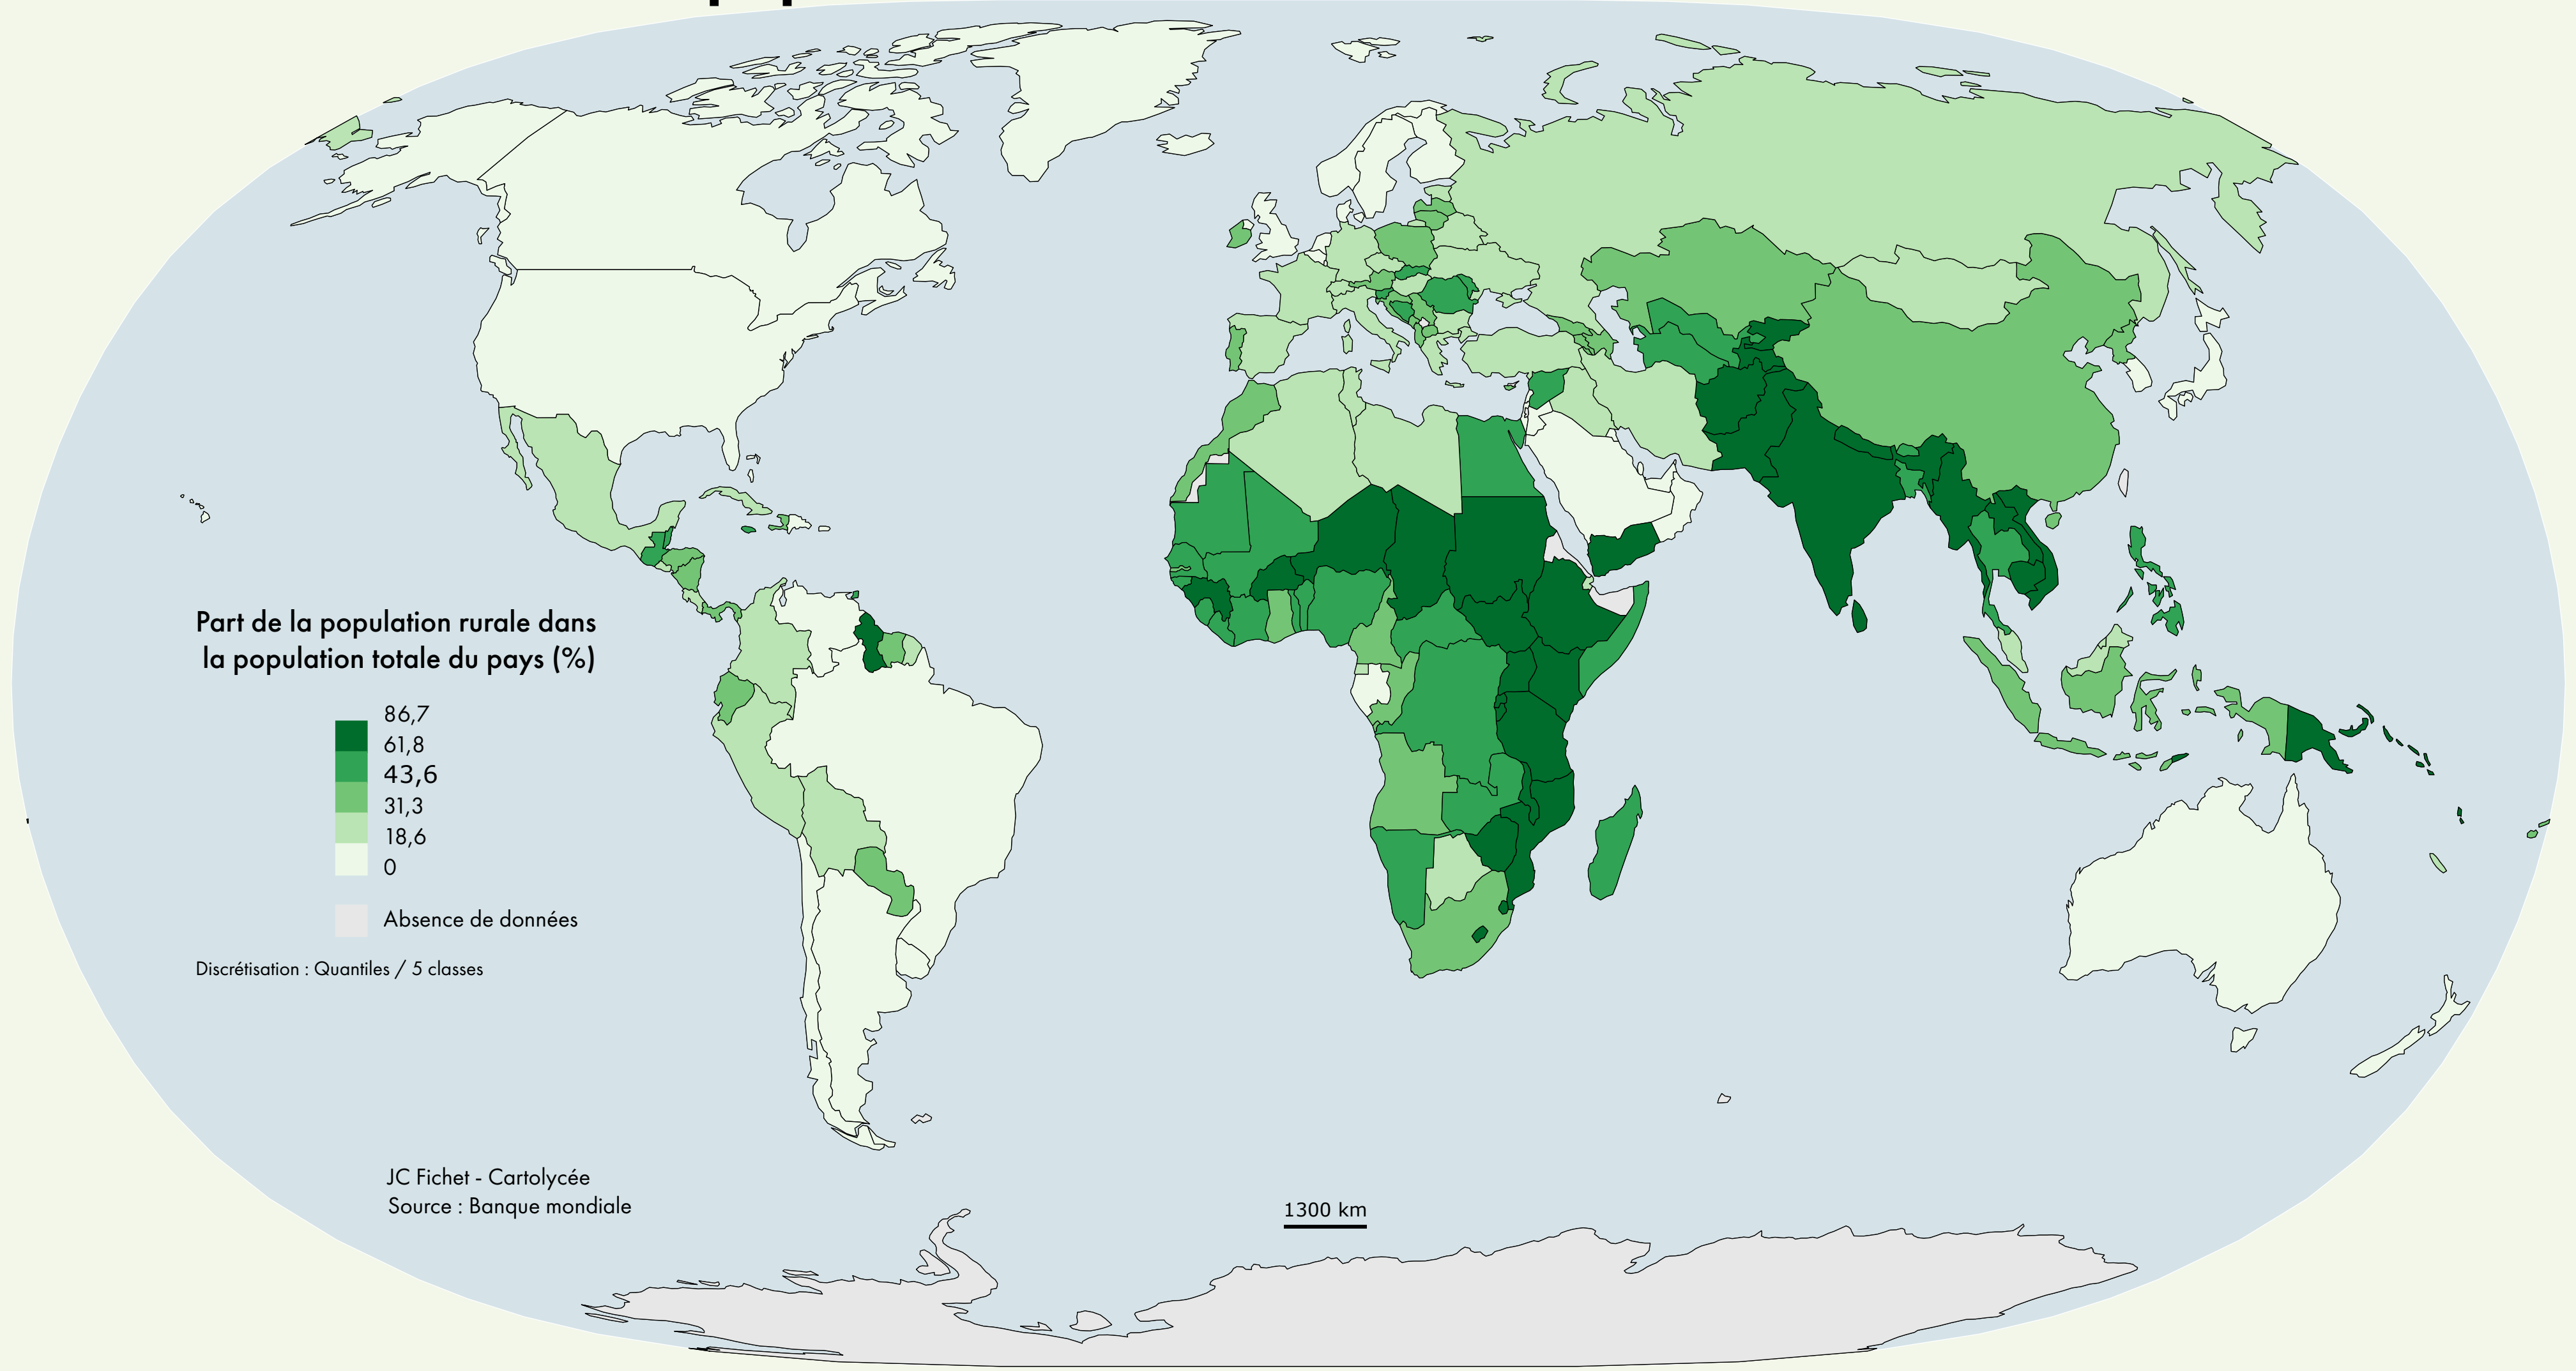 Part de la population rurale dans
la population totale du pays (%)
86,7
61,8
43,6
31,3
18,6
0
Absence de données
Discrétisation : Quantiles / 5 classes
JC Fichet - Cartolycée
Source : Banque mondiale
1300 km